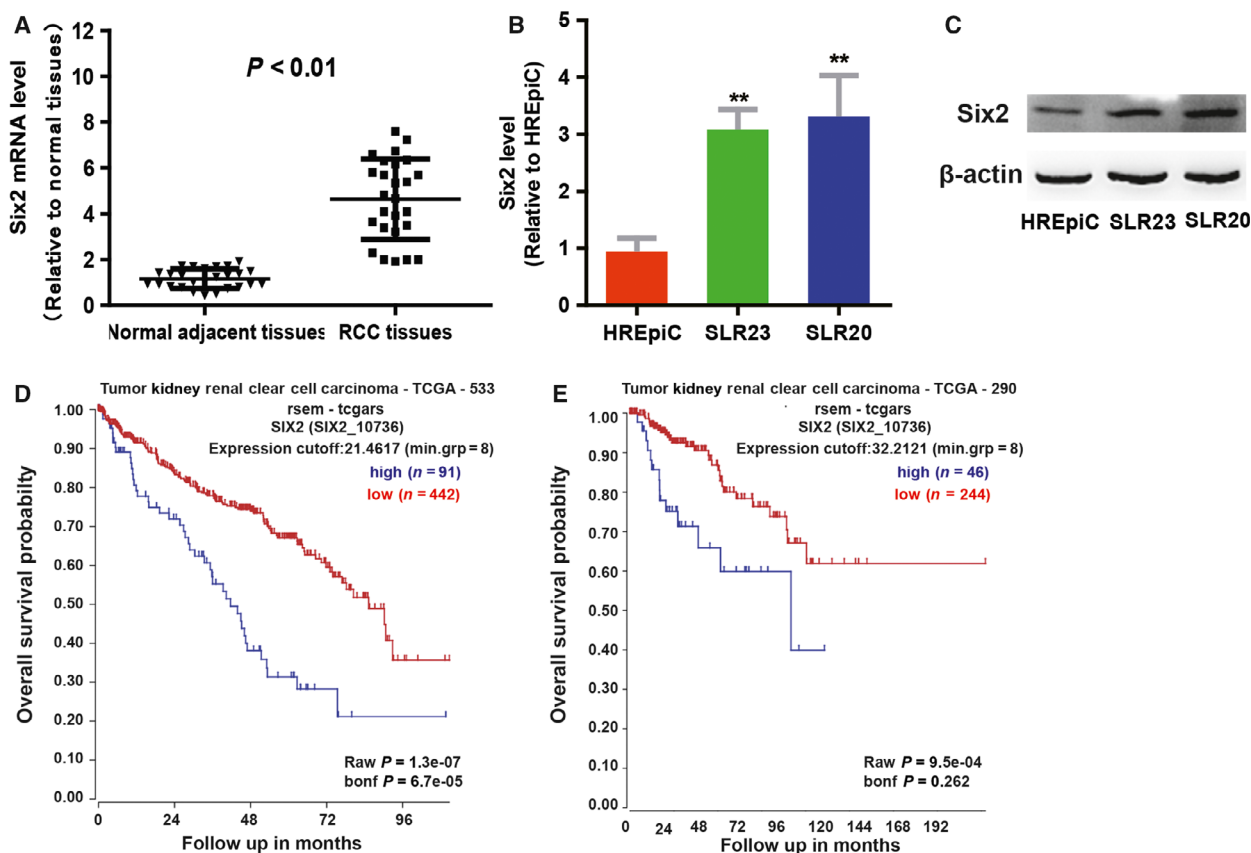 A
Six2 mRNA level
(Relative to normal tissues)
12
10
8
6
4
2
0
P < 0.01
Normal adjacent tissues
RCC tissues
B
Six2 level
(Relative to HREpiC)
5
4
3
2
1
0
**
**
HREpiC
SLR23
SLR20
C
Six2
β-actin
HREpiC
SLR23
SLR20
D
Tumor kidney renal clear cell carcinoma - TCGA - 533
rsem - tcgars
SIX2 (SIX2_10736)
Expression cutoff:21.4617 (min.grp = 8)
high (n = 91)
low (n = 442)
Overall survival probability
1.00
0.90
0.80
0.70
0.60
0.50
0.40
0.30
0.20
0.10
0.00
Raw P = 1.3e-07
bonf P = 6.7e-05
0 24 48 72 96
Follow up in months
E
Tumor kidney renal clear cell carcinoma - TCGA - 290
rsem - tcgars
SIX2 (SIX2_10736)
Expression cutoff:32.2121 (min.grp = 8)
high (n = 46)
low (n = 244)
Overall survival probability
1.00
0.90
0.80
0.70
0.60
0.50
0.40
0.30
0.20
0.10
0.00
Raw P = 9.5e-04
bonf P = 0.262
0 24 48 72 96 120 144 168 192
Follow up in months